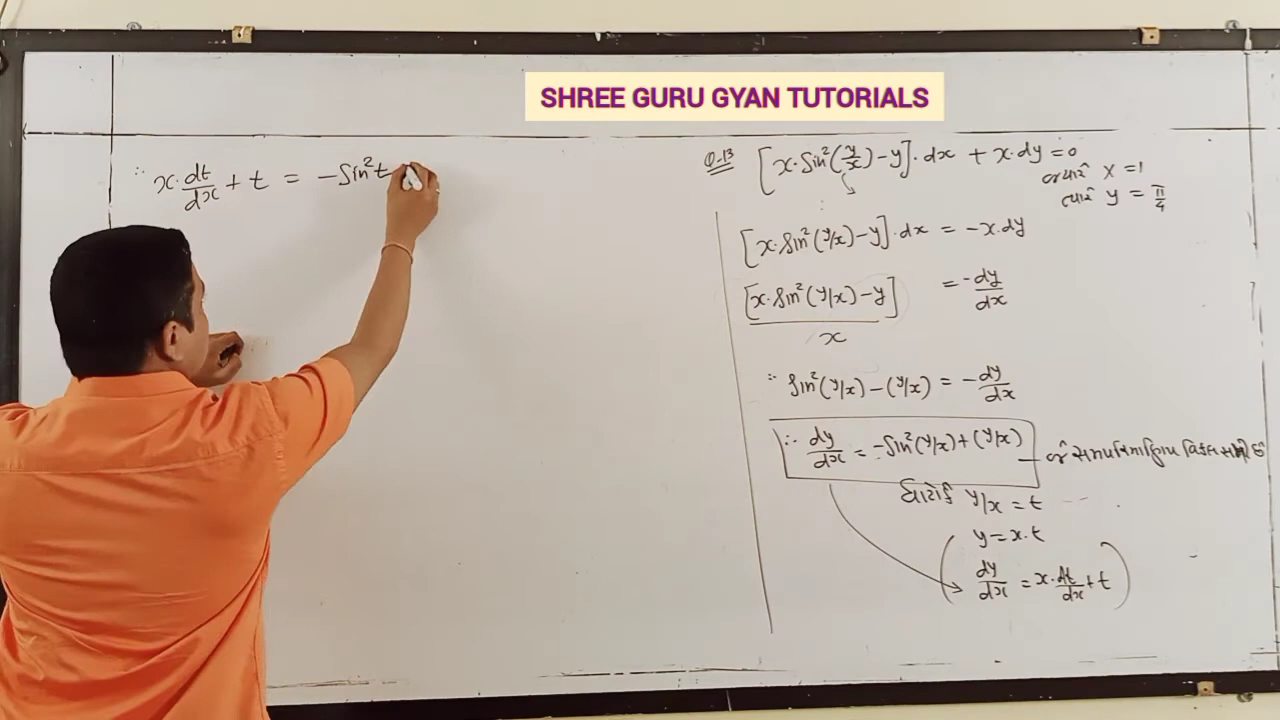 SHREE GURU GYAN TUTORIALS
∴ x·dt/dx + t = -Sin²t
Q-13 [x·Sin²(y/x)-y]·dx + x·dy=0
જ્યારે x=1
ત્યારે y = π/4
[x·Sin²(y/x)-y]·dx = -x·dy
[x·Sin²(y/x)-y]/x = -dy/dx
∴ Sin²(y/x)-(y/x) = -dy/dx
∴ dy/dx = -Sin²(y/x)+(y/x)
ધારોકે y/x = t
y=x·t
dy/dx = x·dt/dx + t